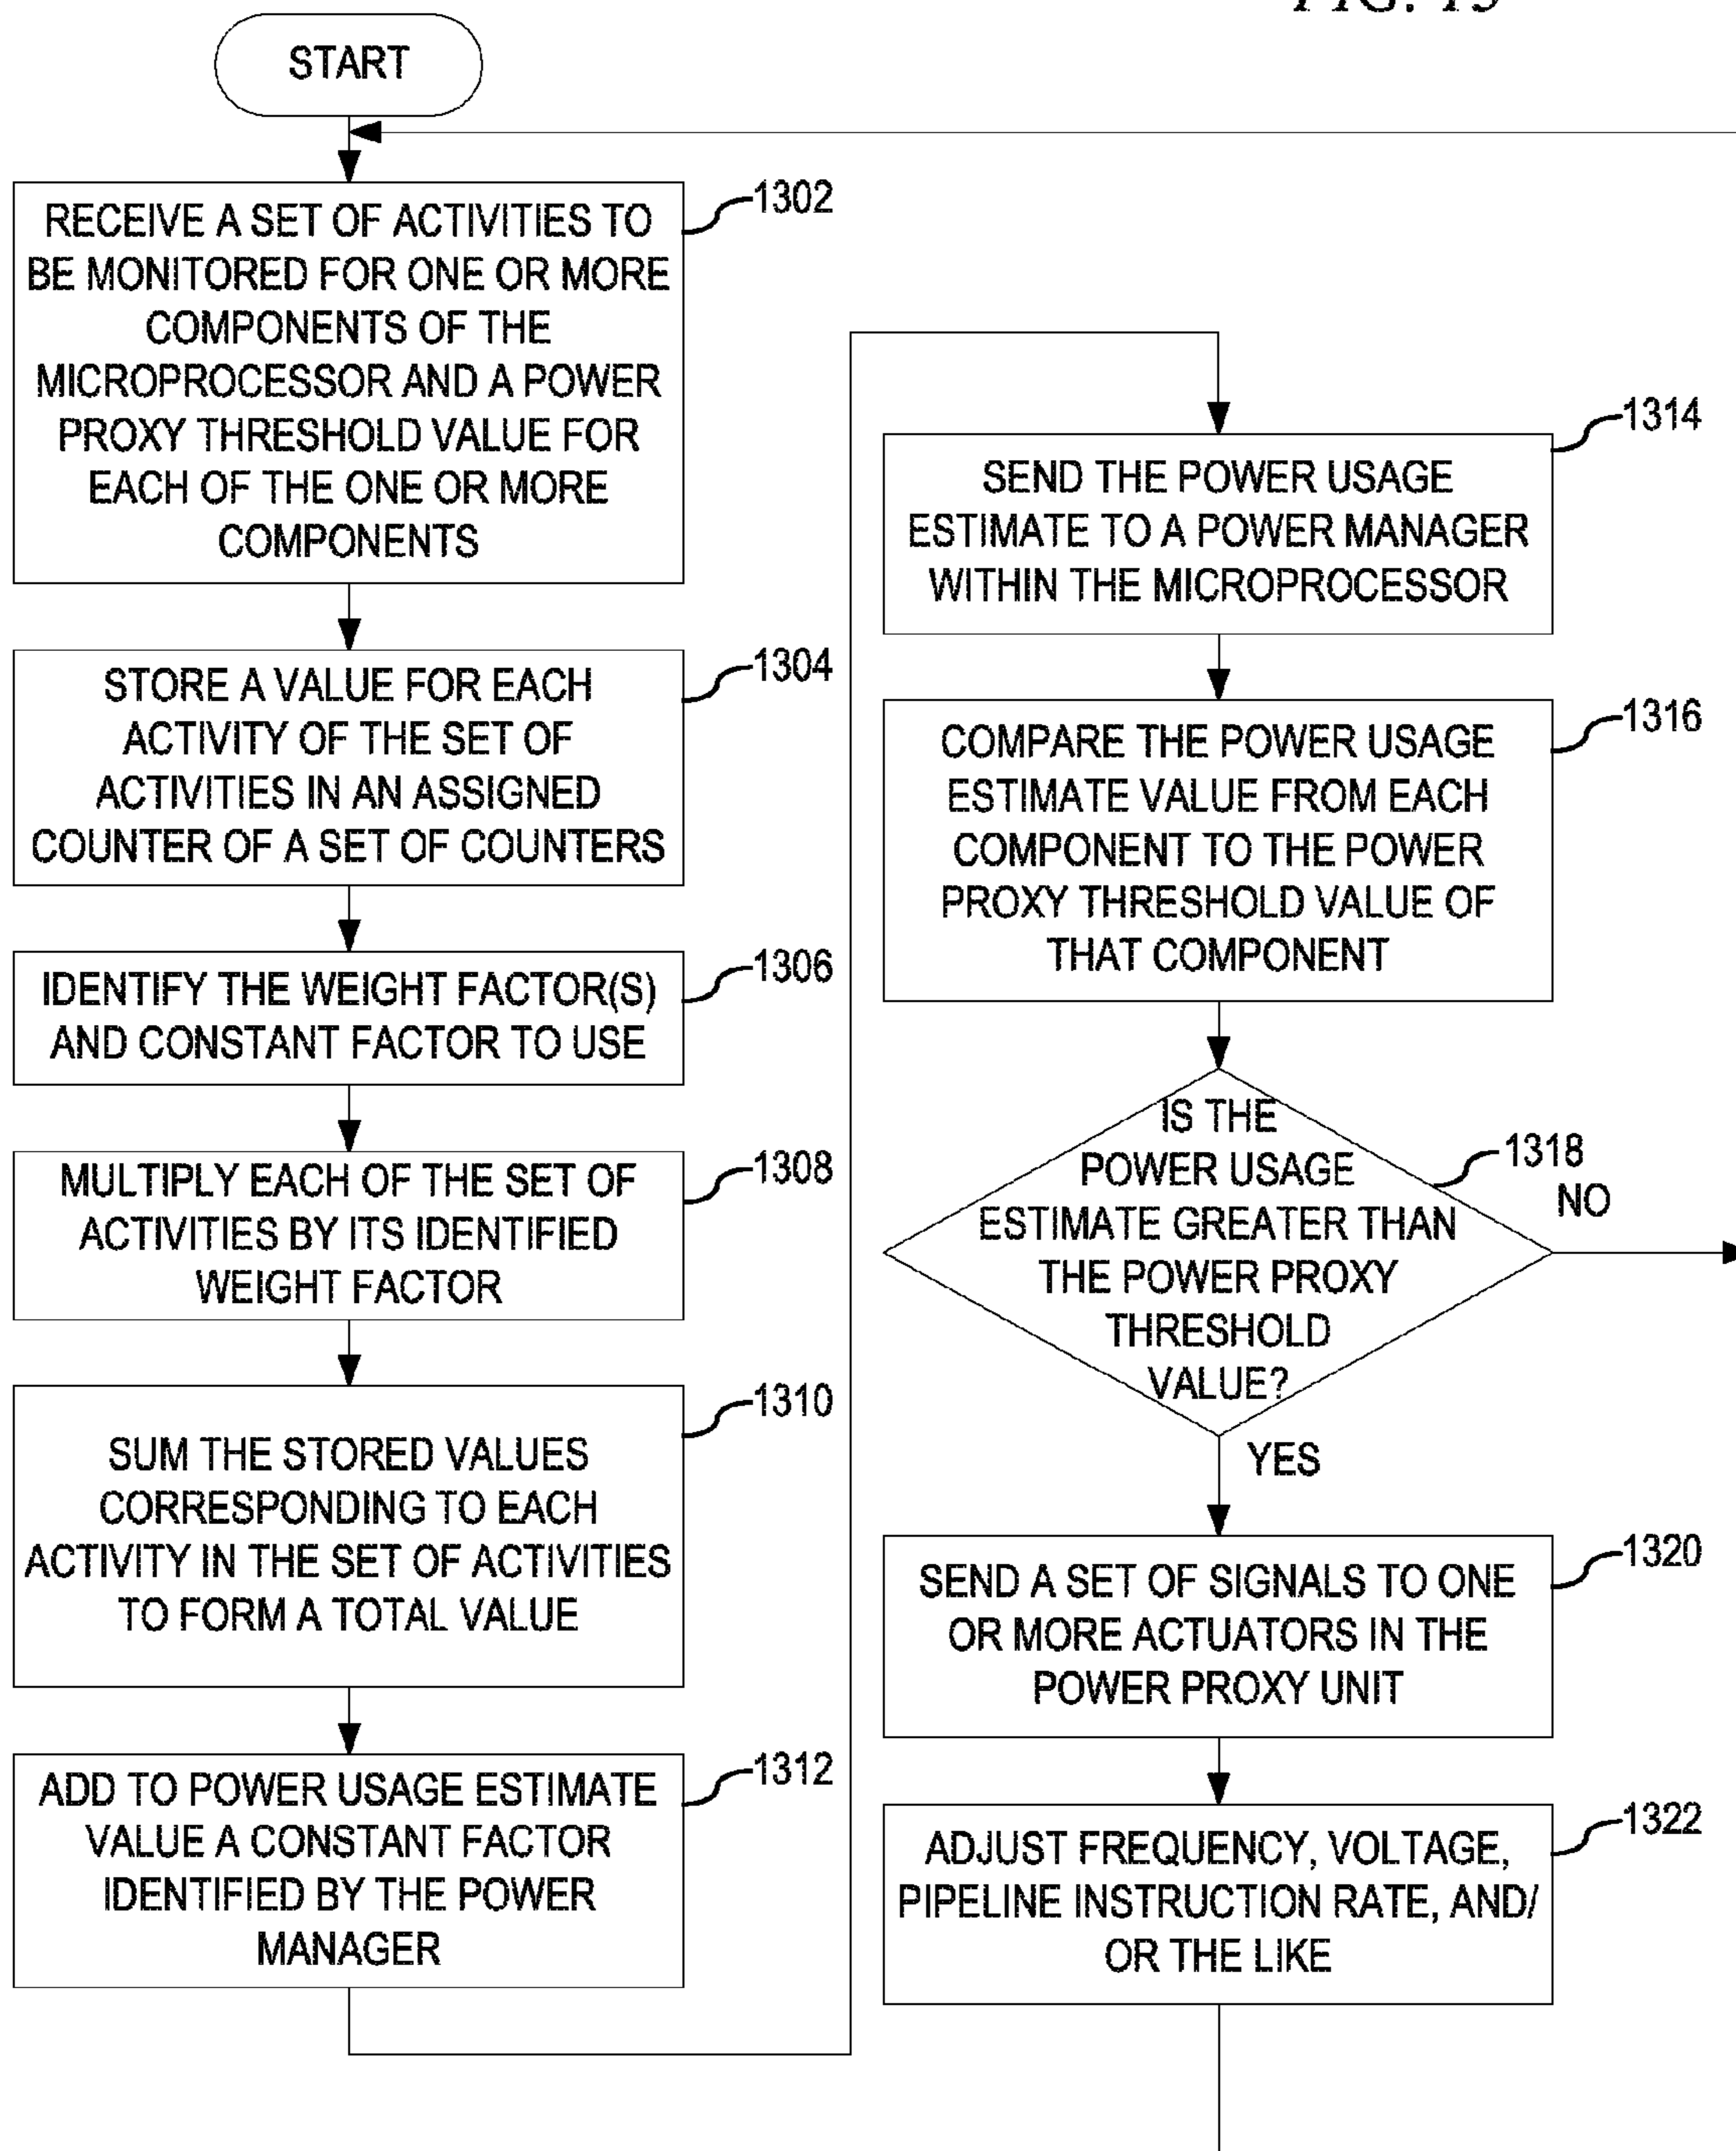 FIG. 13
START
1302
RECEIVE A SET OF ACTIVITIES TO
BE MONITORED FOR ONE OR MORE
COMPONENTS OF THE
MICROPROCESSOR AND A POWER
PROXY THRESHOLD VALUE FOR
EACH OF THE ONE OR MORE
COMPONENTS
1304
STORE A VALUE FOR EACH
ACTIVITY OF THE SET OF
ACTIVITIES IN AN ASSIGNED
COUNTER OF A SET OF COUNTERS
1306
IDENTIFY THE WEIGHT FACTOR(S)
AND CONSTANT FACTOR TO USE
1308
MULTIPLY EACH OF THE SET OF
ACTIVITIES BY ITS IDENTIFIED
WEIGHT FACTOR
1310
SUM THE STORED VALUES
CORRESPONDING TO EACH
ACTIVITY IN THE SET OF ACTIVITIES
TO FORM A TOTAL VALUE
1312
ADD TO POWER USAGE ESTIMATE
VALUE A CONSTANT FACTOR
IDENTIFIED BY THE POWER
MANAGER
1314
SEND THE POWER USAGE
ESTIMATE TO A POWER MANAGER
WITHIN THE MICROPROCESSOR
1316
COMPARE THE POWER USAGE
ESTIMATE VALUE FROM EACH
COMPONENT TO THE POWER
PROXY THRESHOLD VALUE OF
THAT COMPONENT
1318
IS THE
POWER USAGE
ESTIMATE GREATER THAN
THE POWER PROXY
THRESHOLD
VALUE?
NO
YES
1320
SEND A SET OF SIGNALS TO ONE
OR MORE ACTUATORS IN THE
POWER PROXY UNIT
1322
ADJUST FREQUENCY, VOLTAGE,
PIPELINE INSTRUCTION RATE, AND/
OR THE LIKE